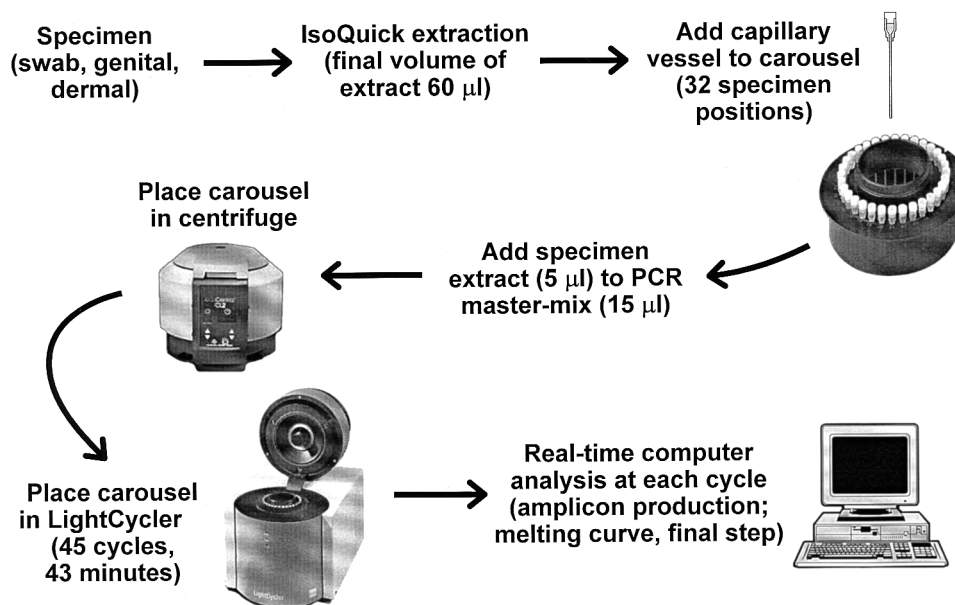 Specimen
(swab, genital,
dermal)
IsoQuick extraction
(final volume of
extract 60 µl)
Add capillary
vessel to carousel
(32 specimen
positions)
Add specimen
extract (5 µl) to PCR
master-mix (15 µl)
Place carousel
in centrifuge
Place carousel
in LightCycler
(45 cycles,
43 minutes)
LightCycler
Real-time computer
analysis at each cycle
(amplicon production;
melting curve, final step)